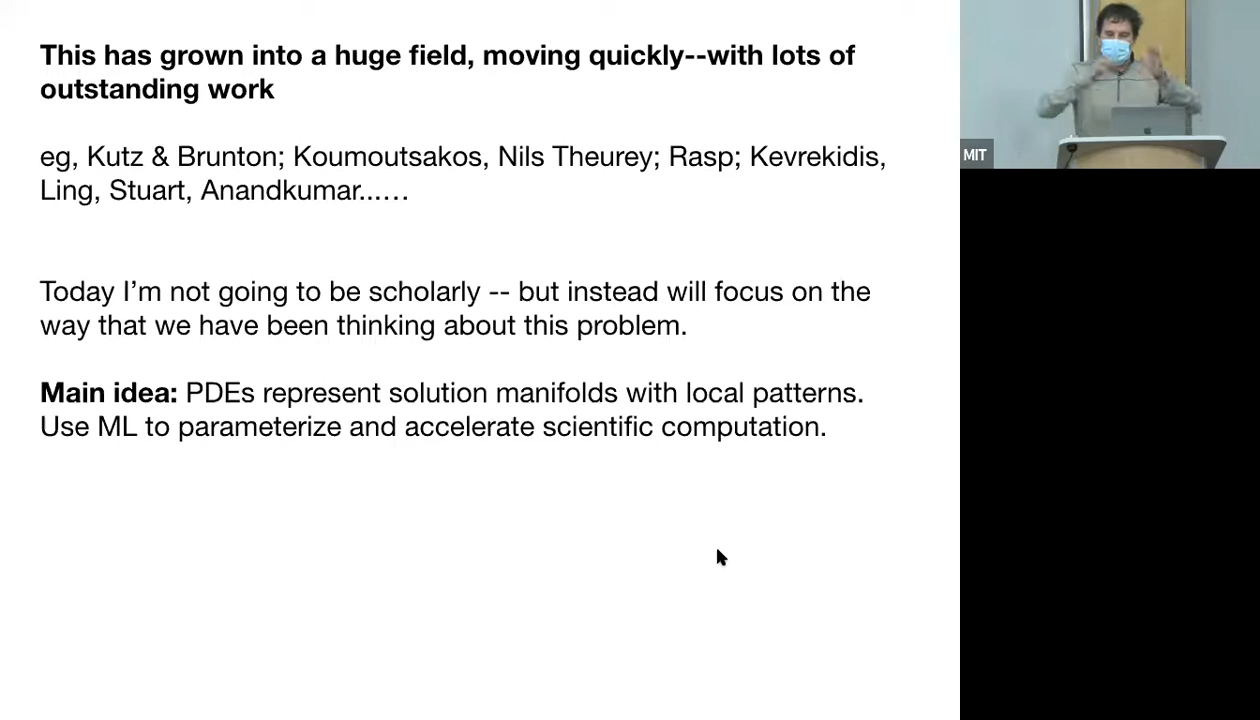 This has grown into a huge field, moving quickly--with lots of
outstanding work
eg, Kutz & Brunton; Koumoutsakos, Nils Theurey; Rasp; Kevrekidis,
Ling, Stuart, Anandkumar...…
Today I’m not going to be scholarly -- but instead will focus on the
way that we have been thinking about this problem.
Main idea: PDEs represent solution manifolds with local patterns.
Use ML to parameterize and accelerate scientific computation.
MIT